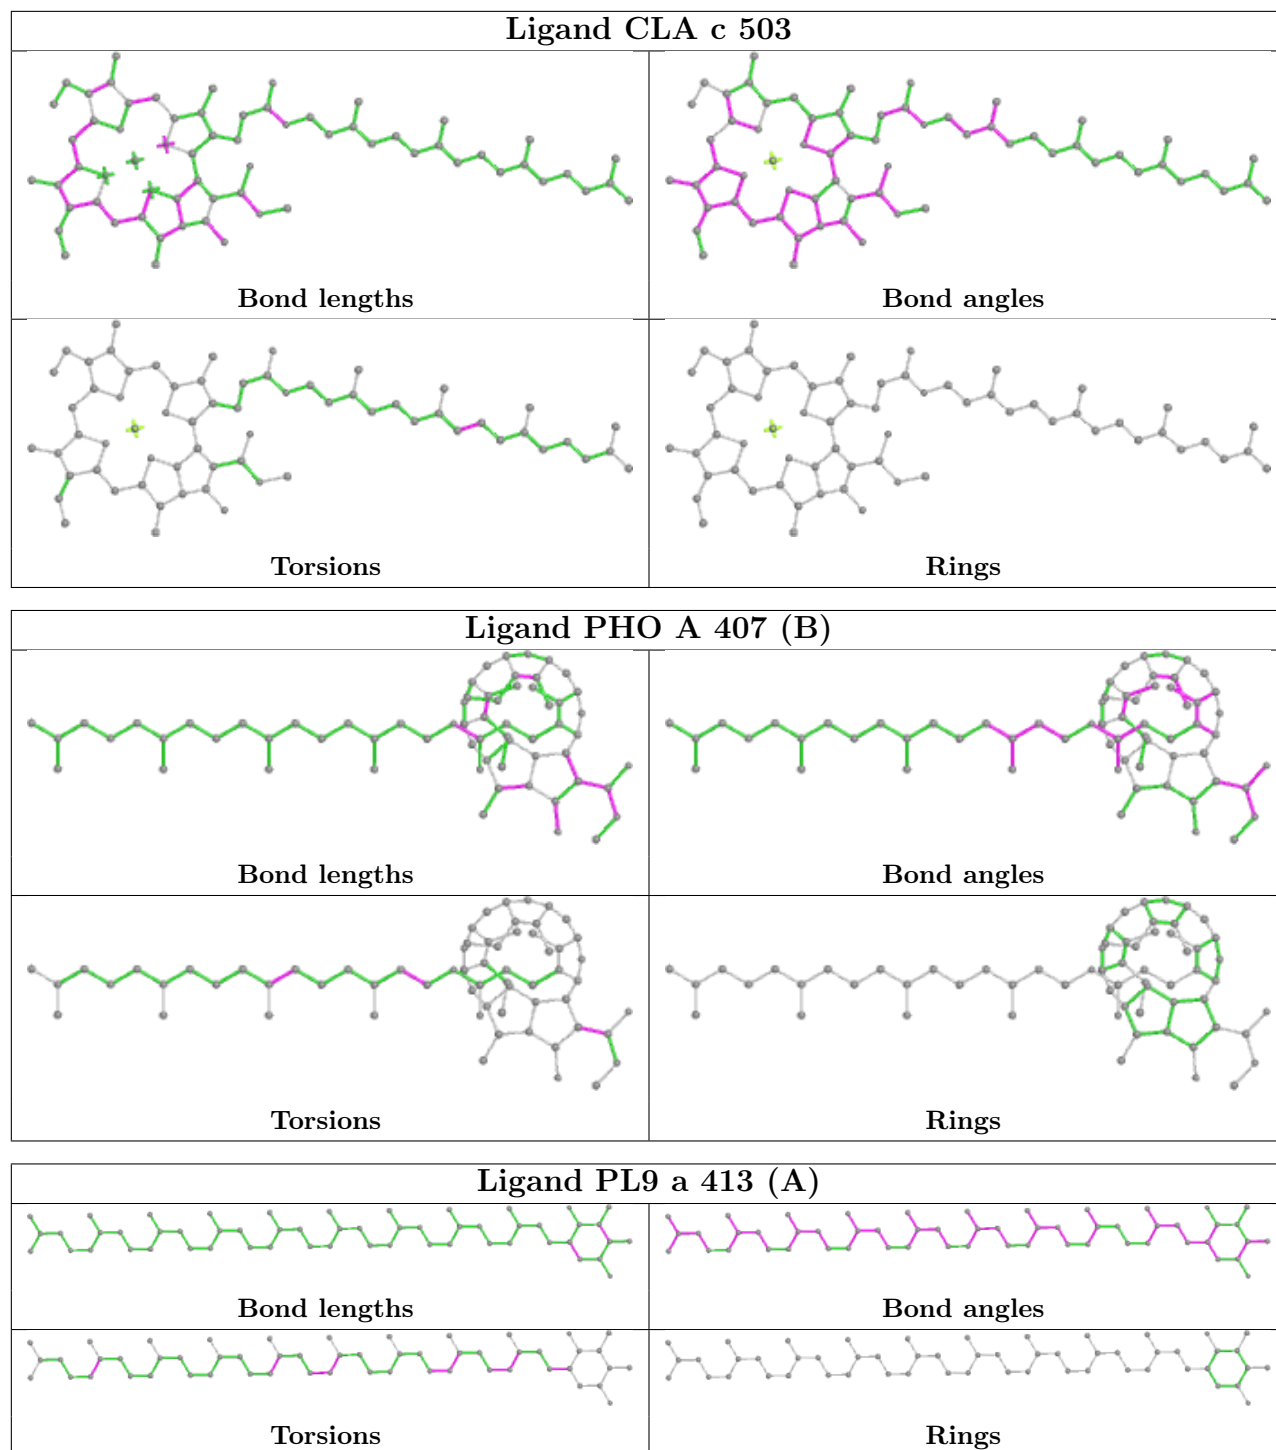 Ligand CLA c 503
Bond lengths
Bond angles
Torsions
Rings
Ligand PHO A 407 (B)
Bond lengths
Bond angles
Torsions
Rings
Ligand PL9 a 413 (A)
Bond lengths
Bond angles
Torsions
Rings